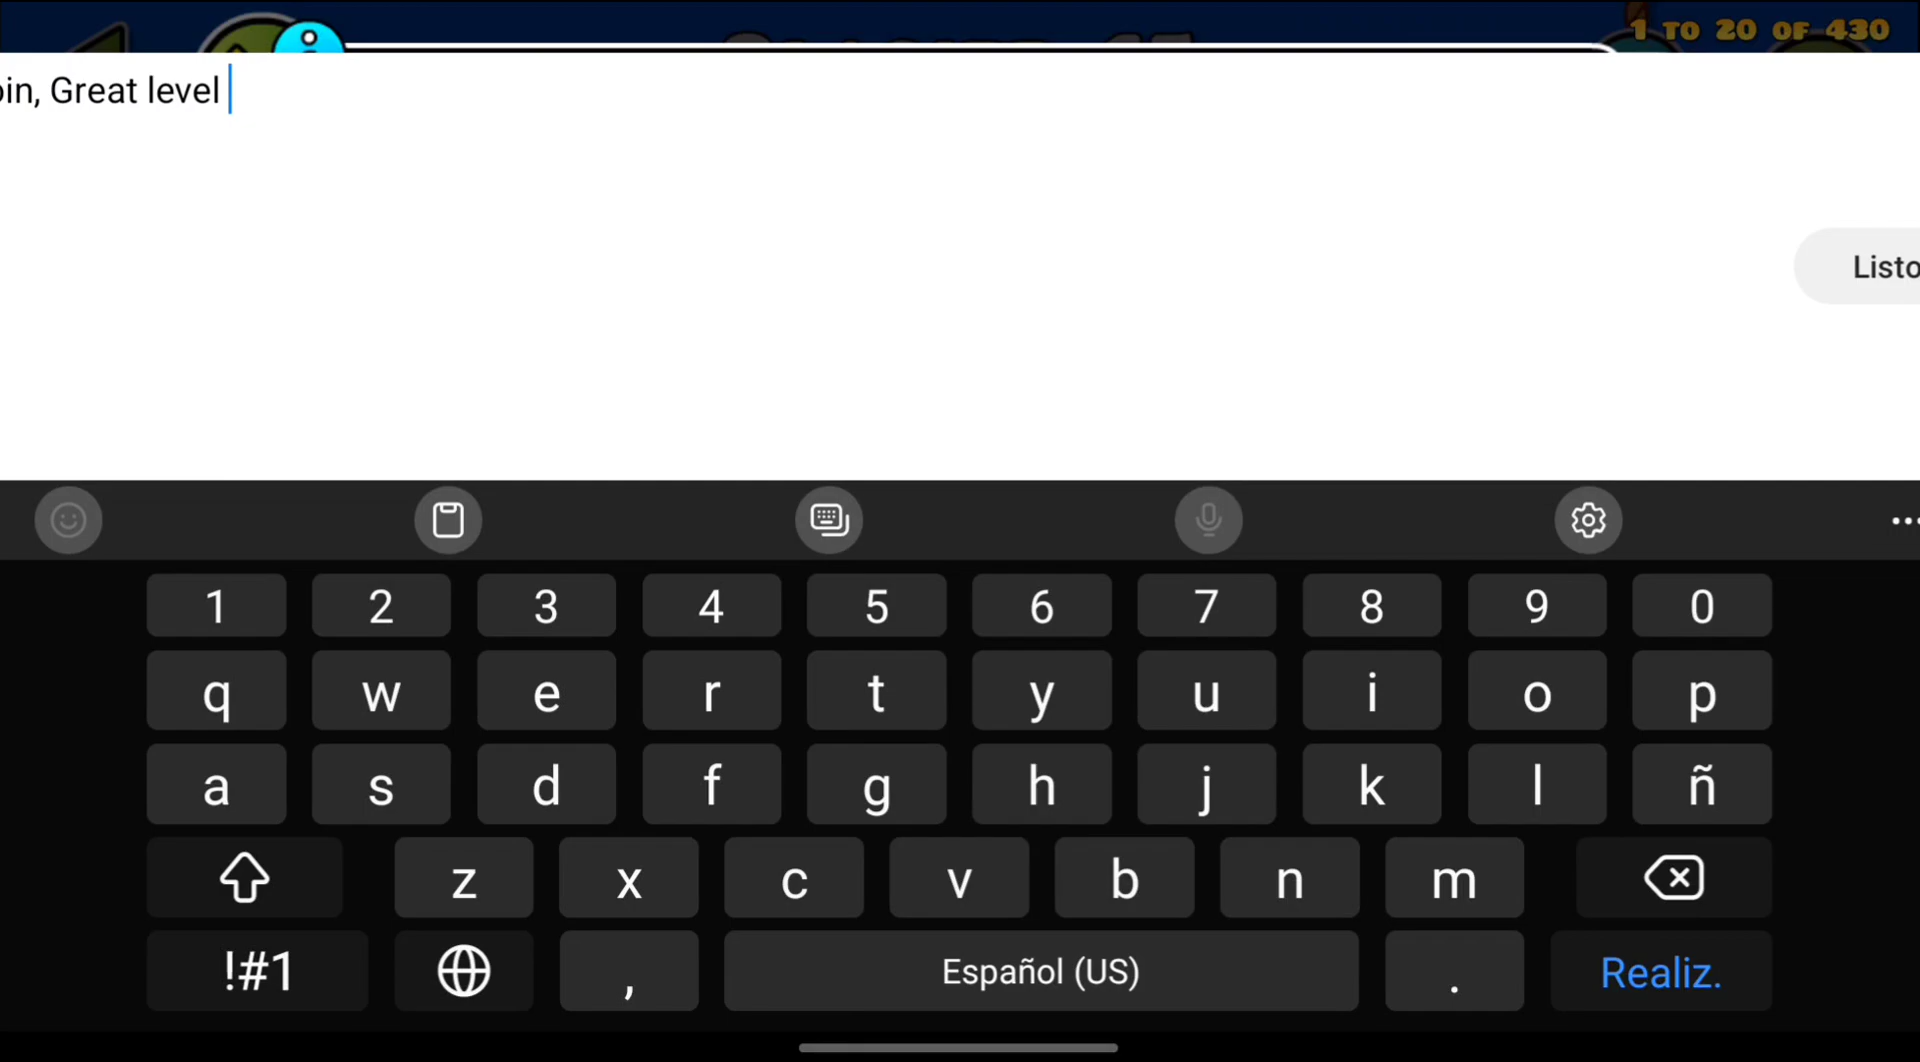 1 TO 20 OF 430
oin, Great level
Listo
1 2 3 4 5 6 7 8 9 0
q w e r t y u i o p
a s d f g h j k l ñ
z x c v b n m
!#1 , Español (US) . Realiz.